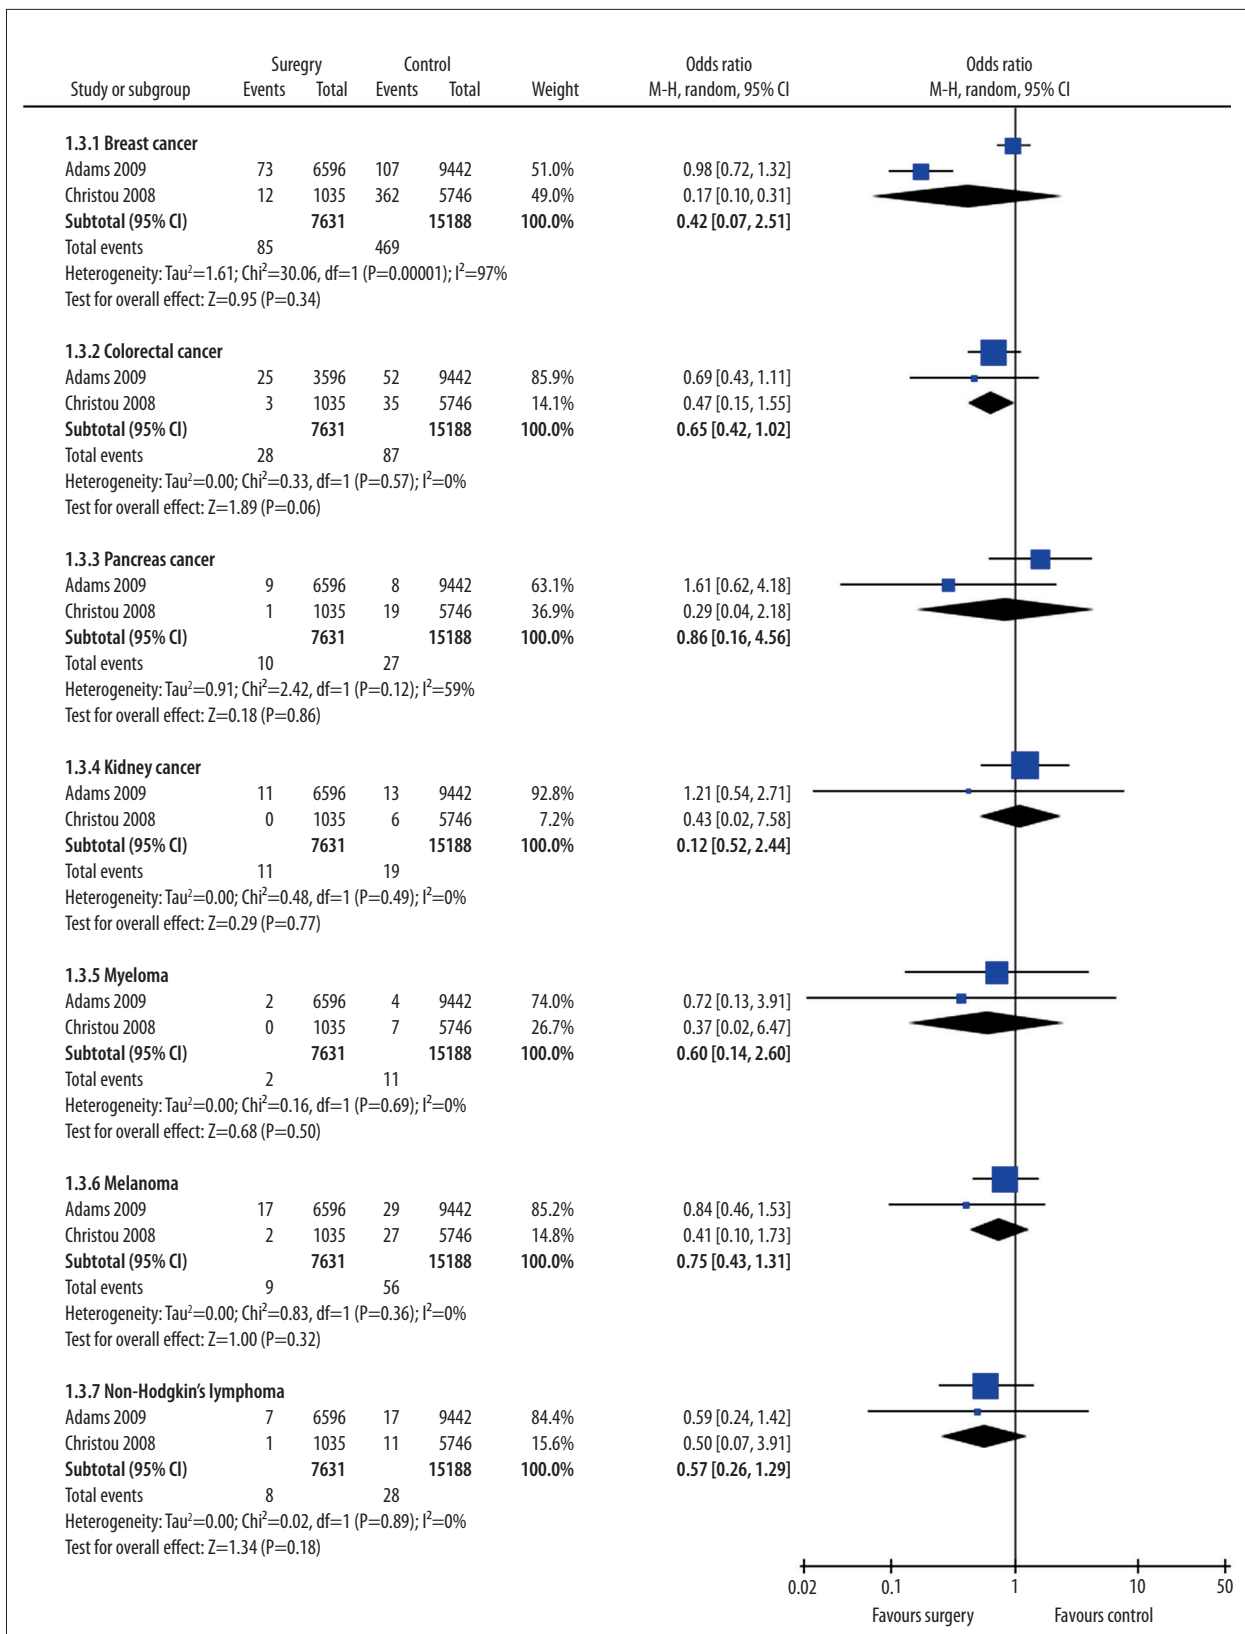 Suregry Control Odds ratio Odds ratio
Study or subgroup Events Total Events Total Weight M-H, random, 95% CI M-H, random, 95% CI
1.3.1 Breast cancer
Adams 2009 73 6596 107 9442 51.0% 0.98 [0.72, 1.32]
Christou 2008 12 1035 362 5746 49.0% 0.17 [0.10, 0.31]
Subtotal (95% CI) 7631 15188 100.0% 0.42 [0.07, 2.51]
Total events 85 469
Heterogeneity: Tau²=1.61; Chi²=30.06, df=1 (P=0.00001); I²=97%
Test for overall effect: Z=0.95 (P=0.34)
1.3.2 Colorectal cancer
Adams 2009 25 3596 52 9442 85.9% 0.69 [0.43, 1.11]
Christou 2008 3 1035 35 5746 14.1% 0.47 [0.15, 1.55]
Subtotal (95% CI) 7631 15188 100.0% 0.65 [0.42, 1.02]
Total events 28 87
Heterogeneity: Tau²=0.00; Chi²=0.33, df=1 (P=0.57); I²=0%
Test for overall effect: Z=1.89 (P=0.06)
1.3.3 Pancreas cancer
Adams 2009 9 6596 8 9442 63.1% 1.61 [0.62, 4.18]
Christou 2008 1 1035 19 5746 36.9% 0.29 [0.04, 2.18]
Subtotal (95% CI) 7631 15188 100.0% 0.86 [0.16, 4.56]
Total events 10 27
Heterogeneity: Tau²=0.91; Chi²=2.42, df=1 (P=0.12); I²=59%
Test for overall effect: Z=0.18 (P=0.86)
1.3.4 Kidney cancer
Adams 2009 11 6596 13 9442 92.8% 1.21 [0.54, 2.71]
Christou 2008 0 1035 6 5746 7.2% 0.43 [0.02, 7.58]
Subtotal (95% CI) 7631 15188 100.0% 0.12 [0.52, 2.44]
Total events 11 19
Heterogeneity: Tau²=0.00; Chi²=0.48, df=1 (P=0.49); I²=0%
Test for overall effect: Z=0.29 (P=0.77)
1.3.5 Myeloma
Adams 2009 2 6596 4 9442 74.0% 0.72 [0.13, 3.91]
Christou 2008 0 1035 7 5746 26.7% 0.37 [0.02, 6.47]
Subtotal (95% CI) 7631 15188 100.0% 0.60 [0.14, 2.60]
Total events 2 11
Heterogeneity: Tau²=0.00; Chi²=0.16, df=1 (P=0.69); I²=0%
Test for overall effect: Z=0.68 (P=0.50)
1.3.6 Melanoma
Adams 2009 17 6596 29 9442 85.2% 0.84 [0.46, 1.53]
Christou 2008 2 1035 27 5746 14.8% 0.41 [0.10, 1.73]
Subtotal (95% CI) 7631 15188 100.0% 0.75 [0.43, 1.31]
Total events 9 56
Heterogeneity: Tau²=0.00; Chi²=0.83, df=1 (P=0.36); I²=0%
Test for overall effect: Z=1.00 (P=0.32)
1.3.7 Non-Hodgkin's lymphoma
Adams 2009 7 6596 17 9442 84.4% 0.59 [0.24, 1.42]
Christou 2008 1 1035 11 5746 15.6% 0.50 [0.07, 3.91]
Subtotal (95% CI) 7631 15188 100.0% 0.57 [0.26, 1.29]
Total events 8 28
Heterogeneity: Tau²=0.00; Chi²=0.02, df=1 (P=0.89); I²=0%
Test for overall effect: Z=1.34 (P=0.18)
0.02 0.1 1 10 50
Favours surgery Favours control